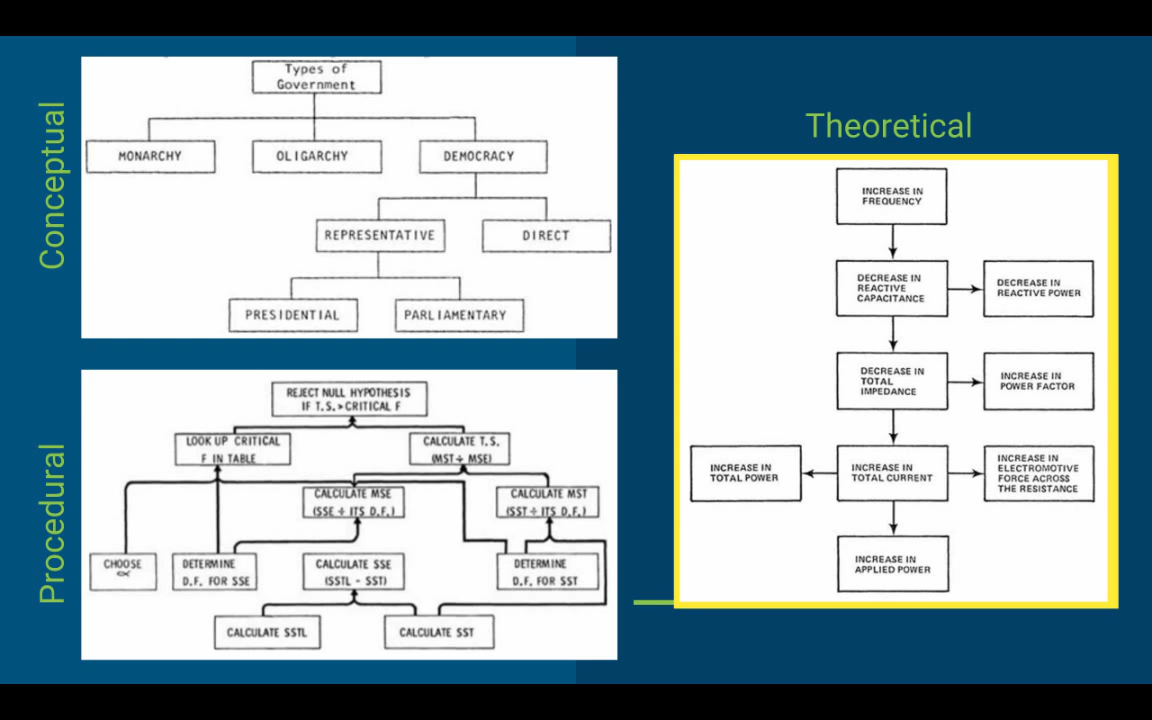 Conceptual
Types of
Government
MONARCHY
OLIGARCHY
DEMOCRACY
REPRESENTATIVE
DIRECT
PRESIDENTIAL
PARLIAMENTARY
Procedural
REJECT NULL HYPOTHESIS
IF T.S. > CRITICAL F
LOOK UP CRITICAL
F IN TABLE
CALCULATE T.S.
(MST ÷ MSE)
CALCULATE MSE
(SSE ÷ ITS D.F.)
CALCULATE MST
(SST ÷ ITS D.F.)
CHOOSE
∝
DETERMINE
D.F. FOR SSE
CALCULATE SSE
(SSTL - SST)
DETERMINE
D.F. FOR SST
CALCULATE SSTL
CALCULATE SST
Theoretical
INCREASE IN
FREQUENCY
DECREASE IN
REACTIVE
CAPACITANCE
DECREASE IN
REACTIVE POWER
DECREASE IN
TOTAL
IMPEDANCE
INCREASE IN
POWER FACTOR
INCREASE IN
TOTAL POWER
INCREASE IN
TOTAL CURRENT
INCREASE IN
ELECTROMOTIVE
FORCE ACROSS
THE RESISTANCE
INCREASE IN
APPLIED POWER